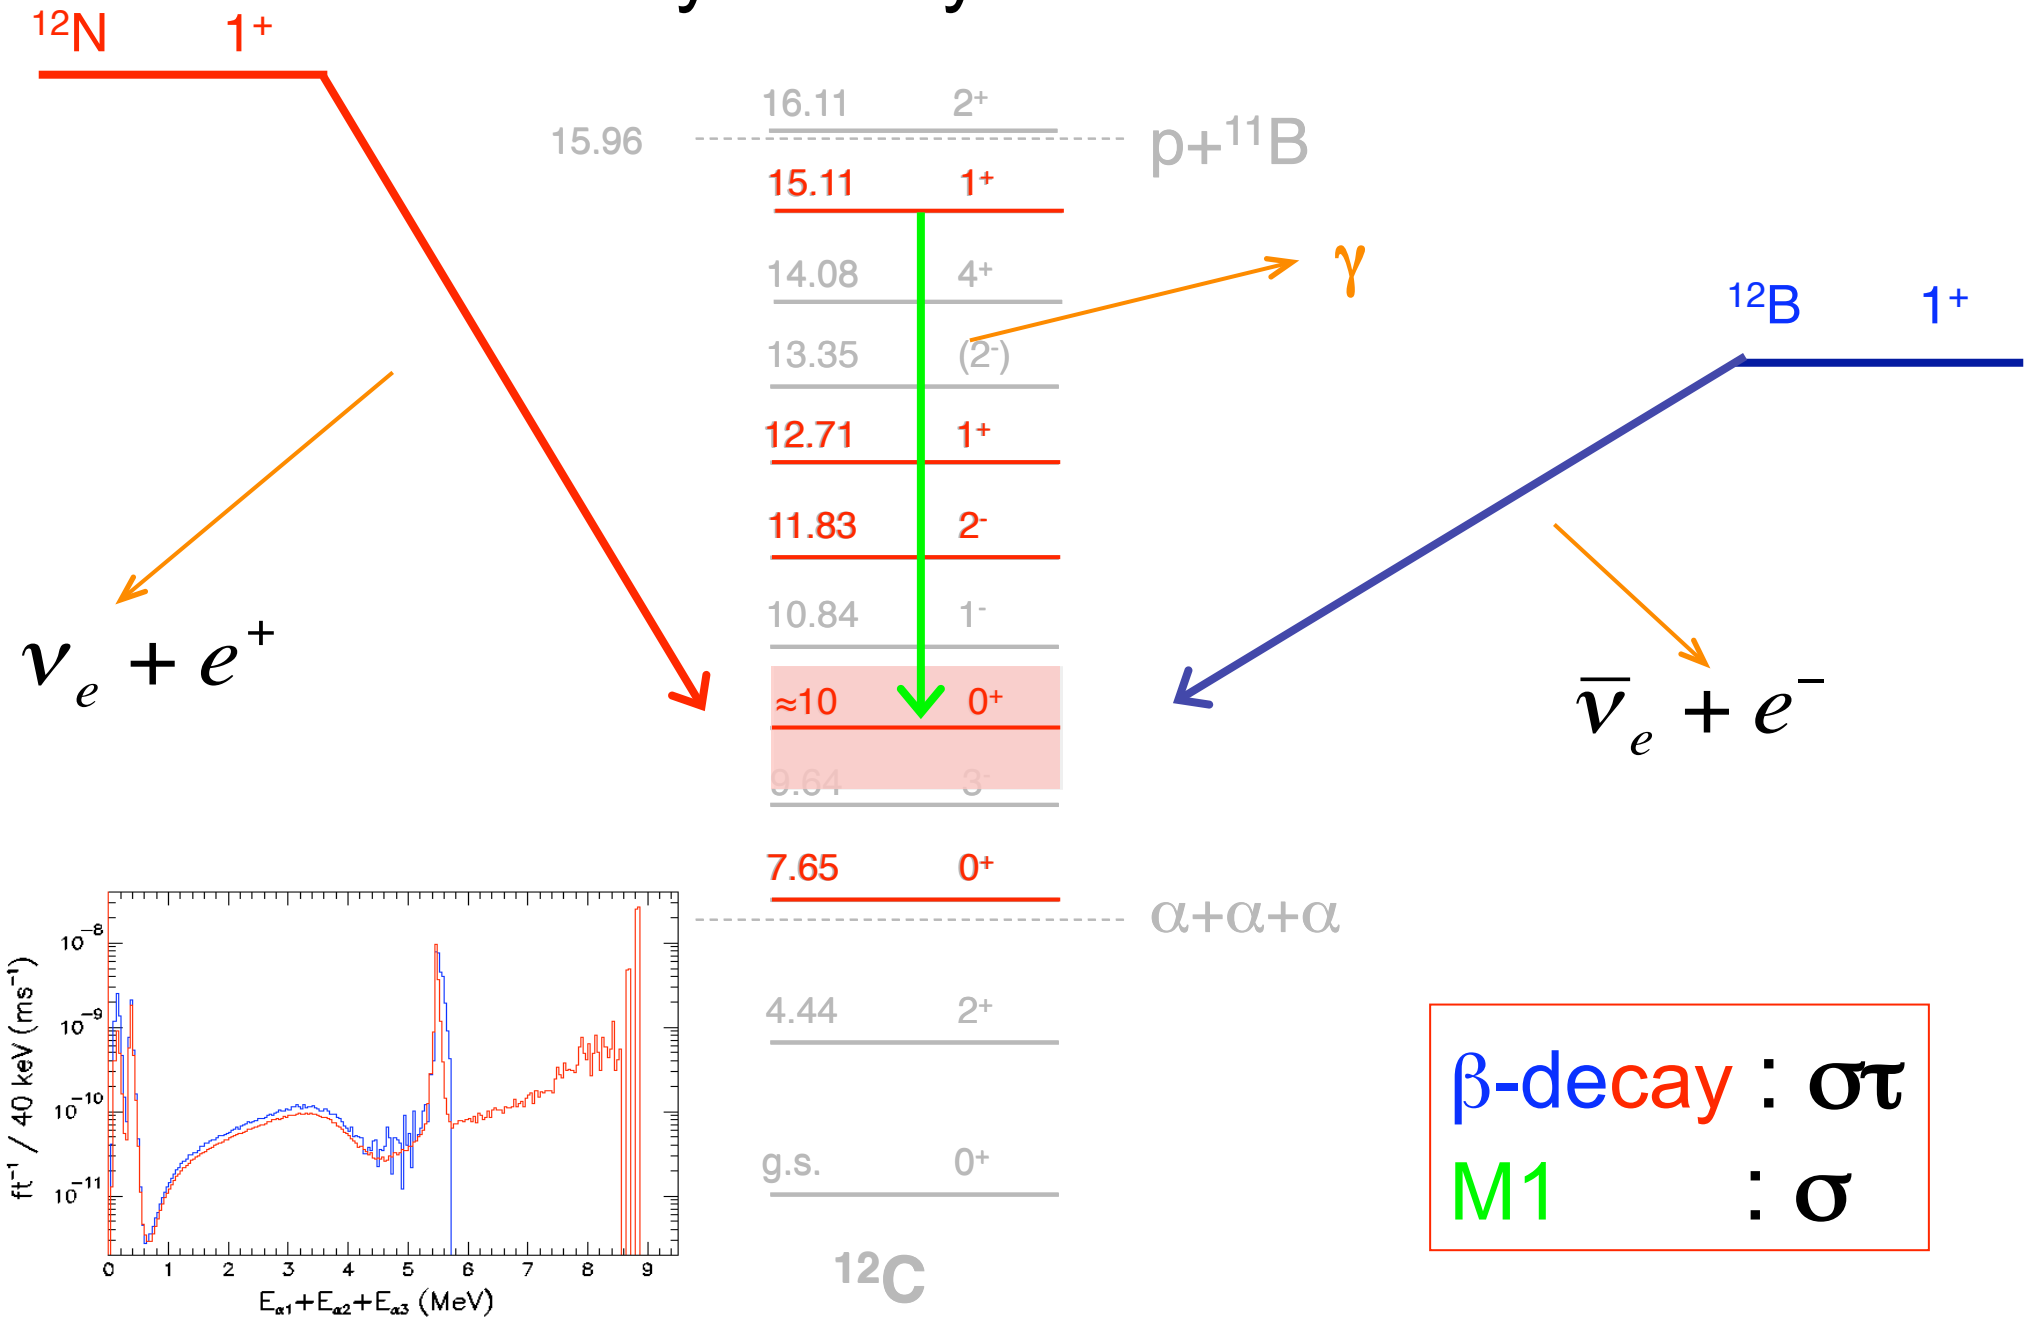 ¹²N 1⁺
16.11 2⁺
15.96 p+¹¹B
15.11 1⁺
14.08 4⁺
γ
¹²B 1⁺
13.35 (2⁻)
12.71 1⁺
11.83 2⁻
10.84 1⁻
νₑ + e⁺
≈10 0⁺
ν̅ₑ + e⁻
9.64 3⁻
7.65 0⁺
α+α+α
4.44 2⁺
g.s. 0⁺
¹²C
β-decay : στ
M1 : σ
ft⁻¹ / 40 keV (ms⁻¹)
10⁻⁸
10⁻⁹
10⁻¹⁰
10⁻¹¹
0 1 2 3 4 5 6 7 8 9
Eα1+Eα2+Eα3 (MeV)